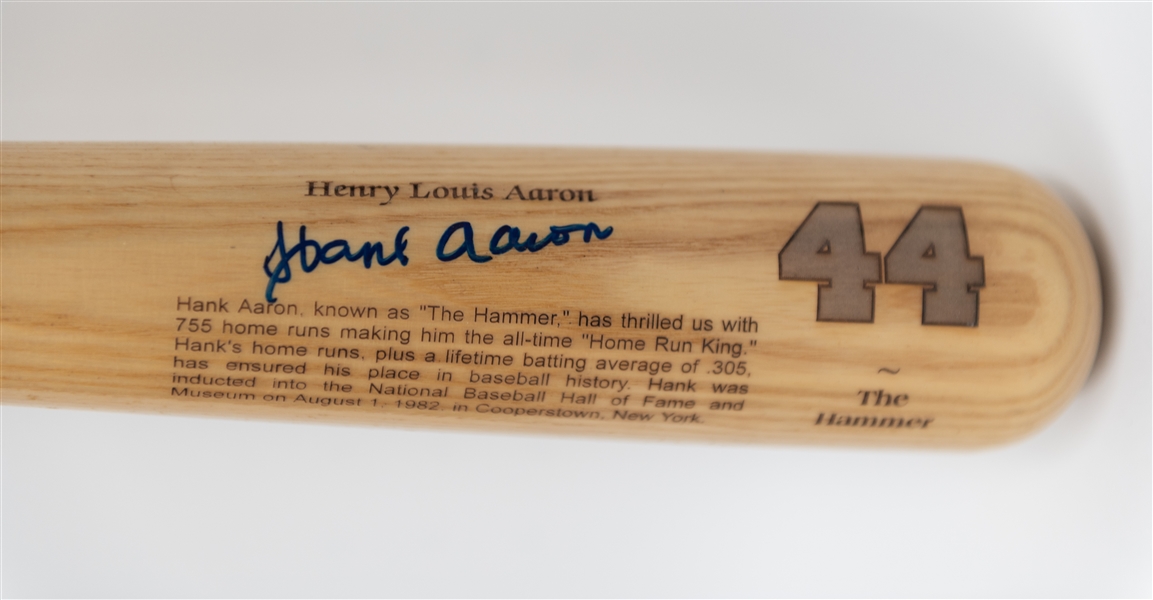 Henry Louis Aaron
Hank Aaron
Hank Aaron, known as "The Hammer," has thrilled us with
755 home runs making him the all-time "Home Run King."
Hank's home runs, plus a lifetime batting average of .305,
has ensured his place in baseball history. Hank was
inducted into the National Baseball Hall of Fame and
Museum on August 1, 1982, in Cooperstown, New York.
44
~
The
Hammer